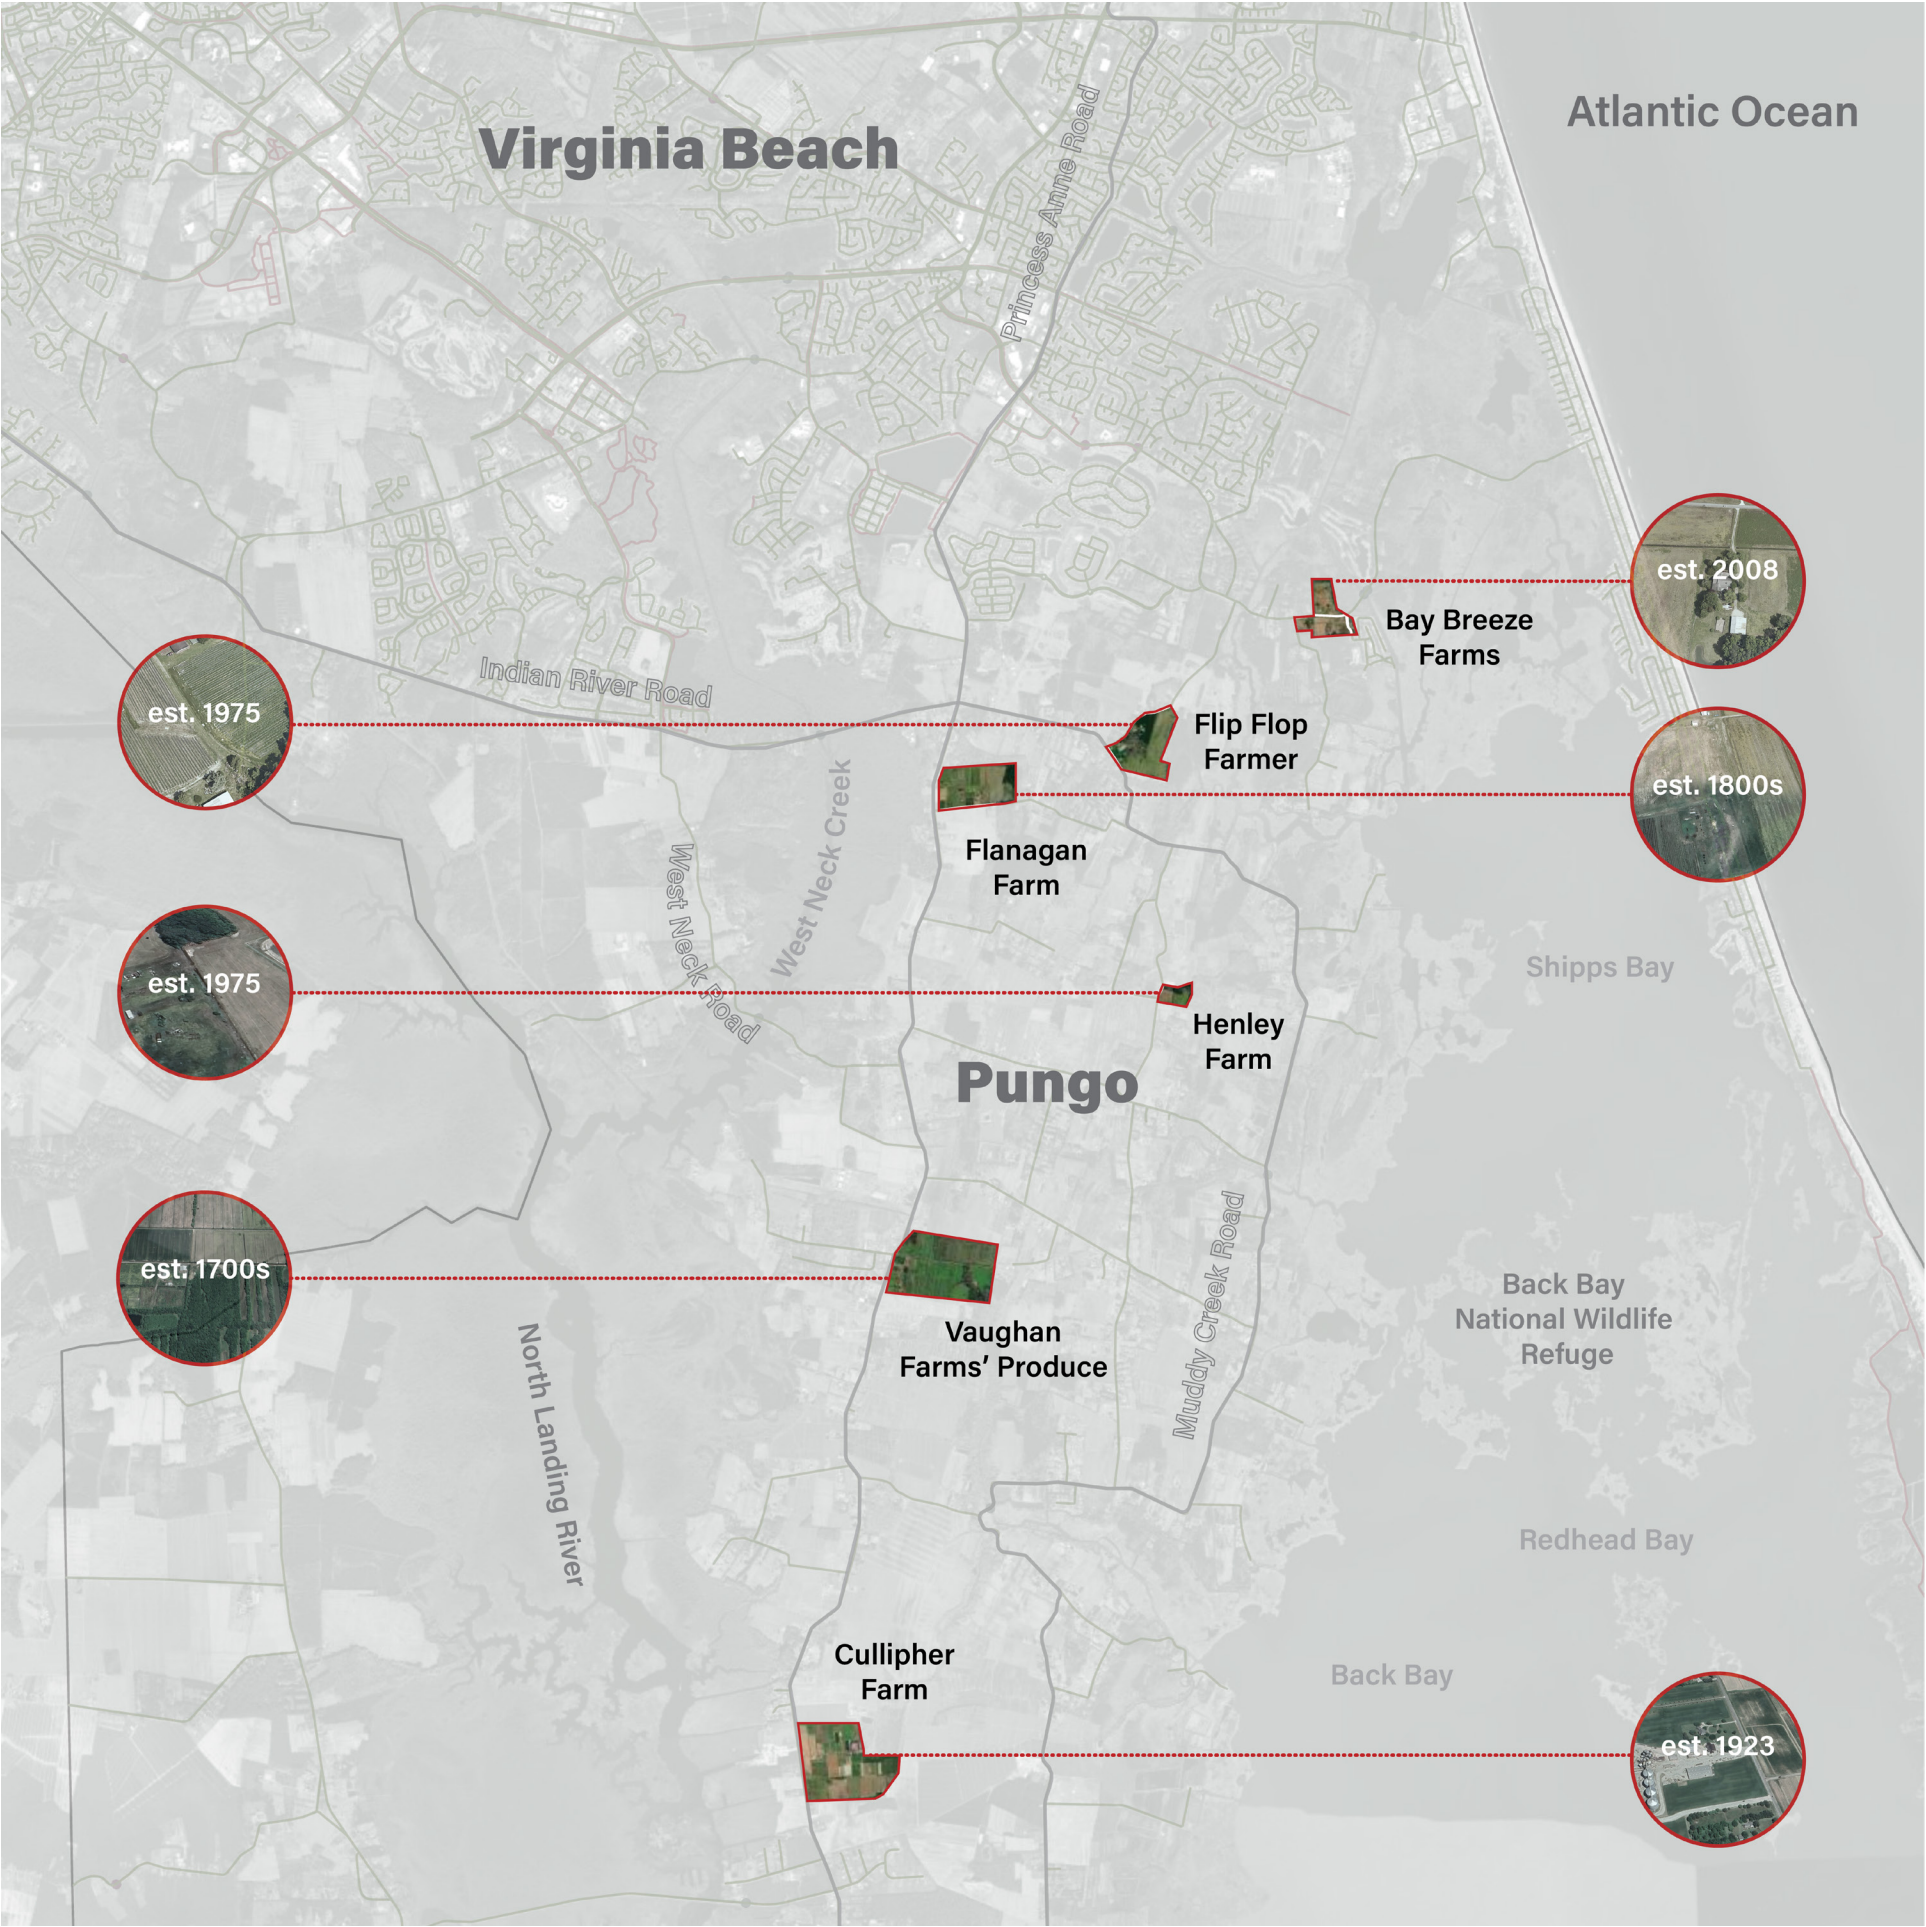 Atlantic Ocean
Virginia Beach
Princess Anne Road
est. 2008
Bay Breeze
Farms
Indian River Road
est. 1975
Flip Flop
Farmer
est. 1800s
Flanagan
Farm
West Neck Creek
West Neck Road
Shipps Bay
est. 1975
Henley
Farm
Pungo
Muddy Creek Road
est. 1700s
Back Bay
National Wildlife
Refuge
Vaughan
Farms’ Produce
North Landing River
Redhead Bay
Cullipher
Farm
Back Bay
est. 1923